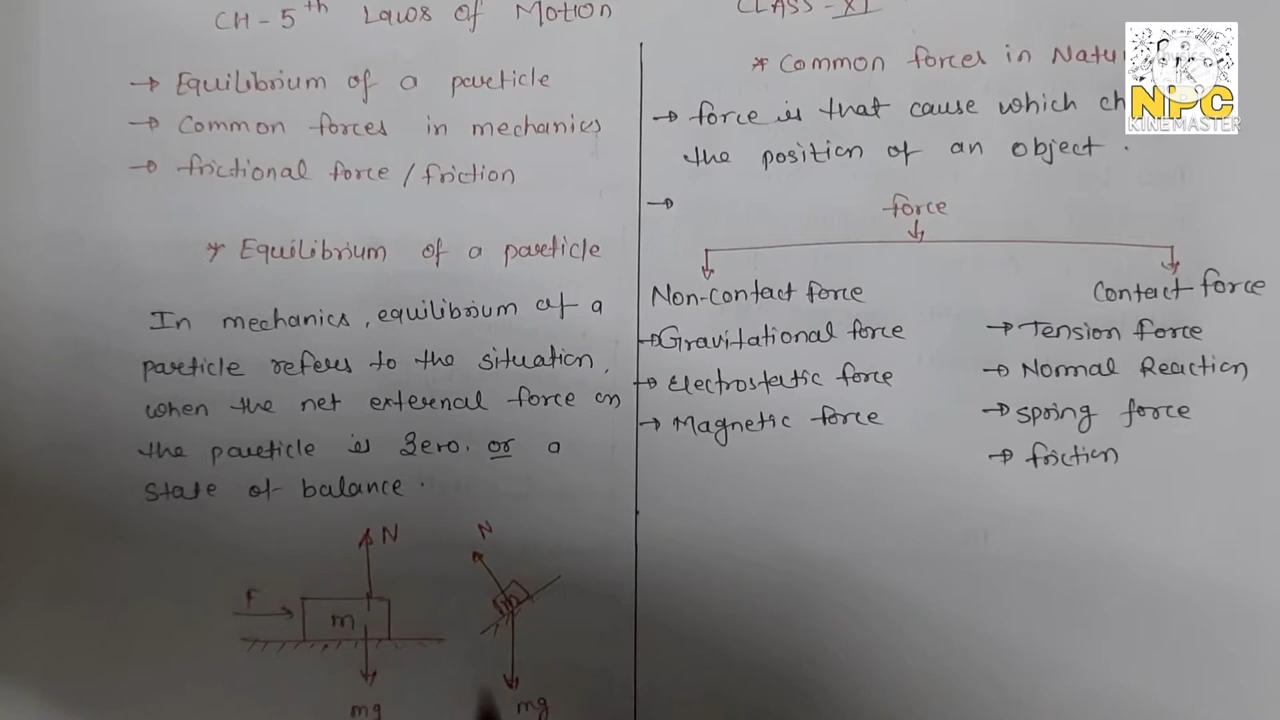 CH - 5th Laws of Motion
CLASS - XI
→ Equilibrium of a particle
→ Common forces in mechanics
→ frictional force / friction
* Equilibrium of a particle
In mechanics, equilibrium of a
particle refers to the situation,
when the net external force on
the particle is Zero. or a
state of balance.
N
F
m
mg
N
m
mg
* Common forces in Natu
→ force is that cause which ch
the position of an object.
→
force
Non-contact force
→ Gravitational force
→ Electrostatic force
→ Magnetic force
Contact force
→ Tension force
→ Normal Reaction
→ spring force
→ friction
NPC
KINEMASTER